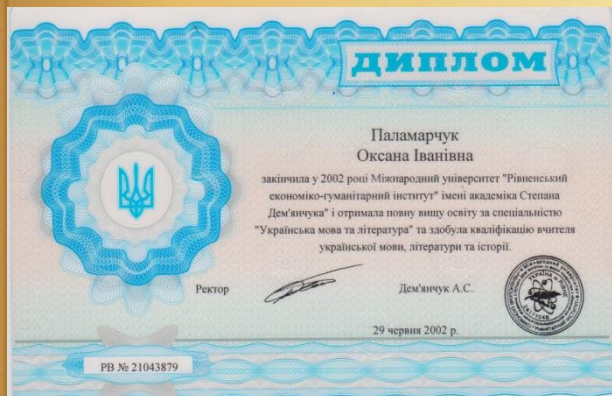 ДИПЛОМ
Паламарчук
Оксана Іванівна
закінчила у 2002 році Міжнародний університет "Рівненський
економіко-гуманітарний інститут" імені академіка Степана
Дем'янчука" і отримала повну вищу освіту за спеціальністю
"Українська мова та література" та здобула кваліфікацію вчителя
української мови, літератури та історії.
Ректор
Дем'янчук А.С.
29 червня 2002 р.
РВ № 21043879